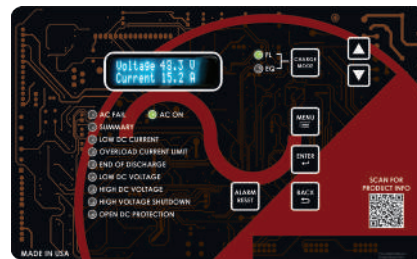 Voltage 48.3 V
Current 15.2 A
FL
EQ
CHARGE
MODE
AC FAIL
AC ON
SUMMARY
LOW DC CURRENT
OVERLOAD CURRENT LIMIT
END OF DISCHARGE
LOW DC VOLTAGE
HIGH DC VOLTAGE
HIGH VOLTAGE SHUTDOWN
OPEN DC PROTECTION
MENU
ENTER
ALARM
RESET
BACK
SCAN FOR
PRODUCT INFO
MADE IN USA